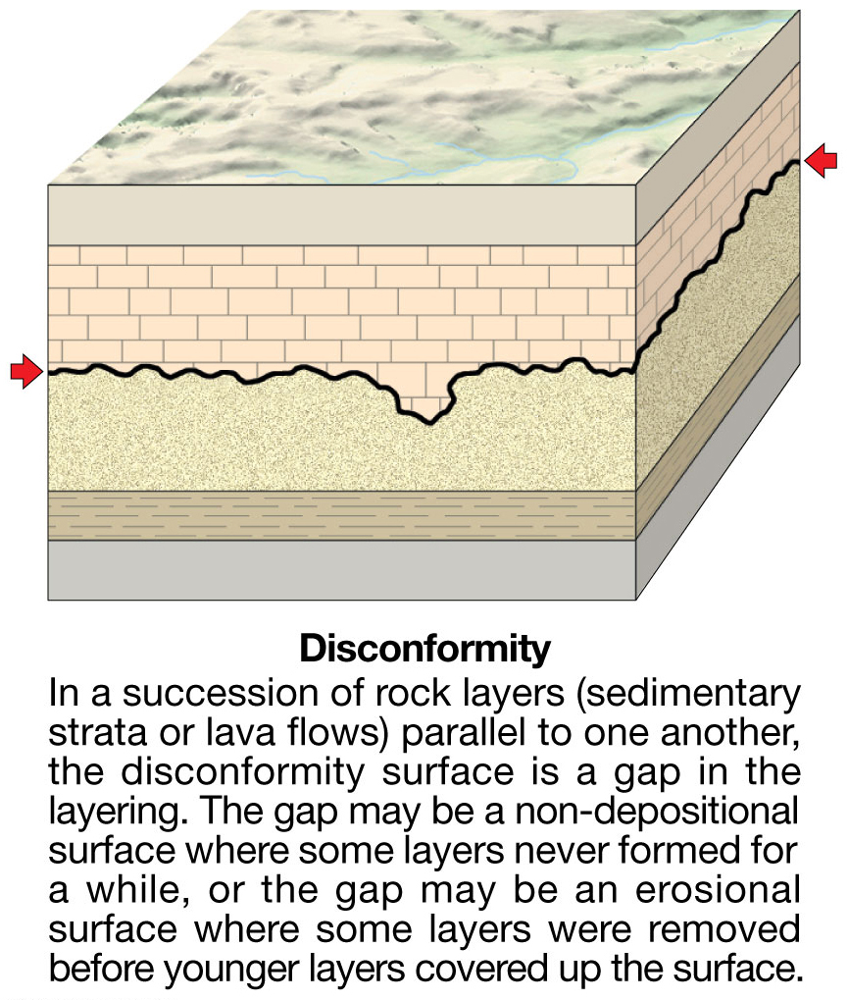 Disconformity
In a succession of rock layers (sedimentary
strata or lava flows) parallel to one another,
the disconformity surface is a gap in the
layering. The gap may be a non-depositional
surface where some layers never formed for
a while, or the gap may be an erosional
surface where some layers were removed
before younger layers covered up the surface.